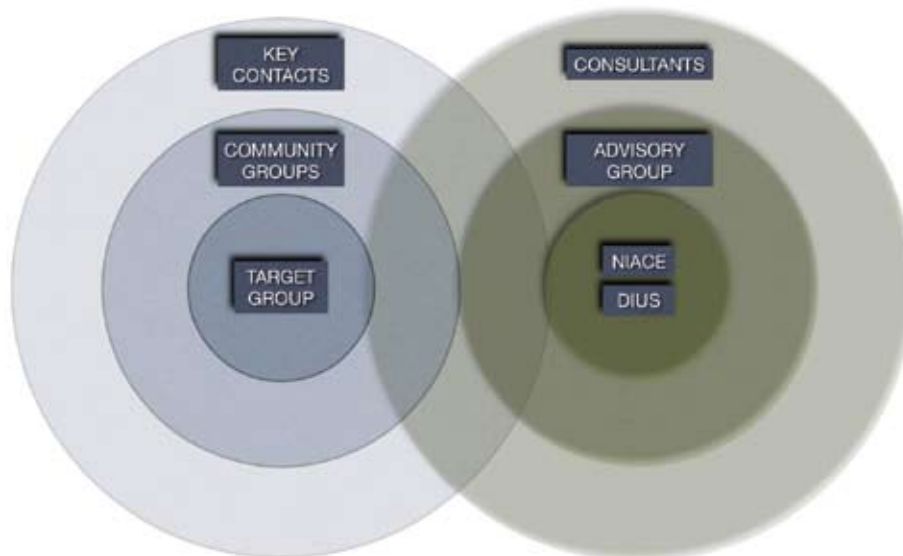 KEY
CONTACTS
CONSULTANTS
COMMUNITY
GROUPS
ADVISORY
GROUP
TARGET
GROUP
NIACE
DIUS